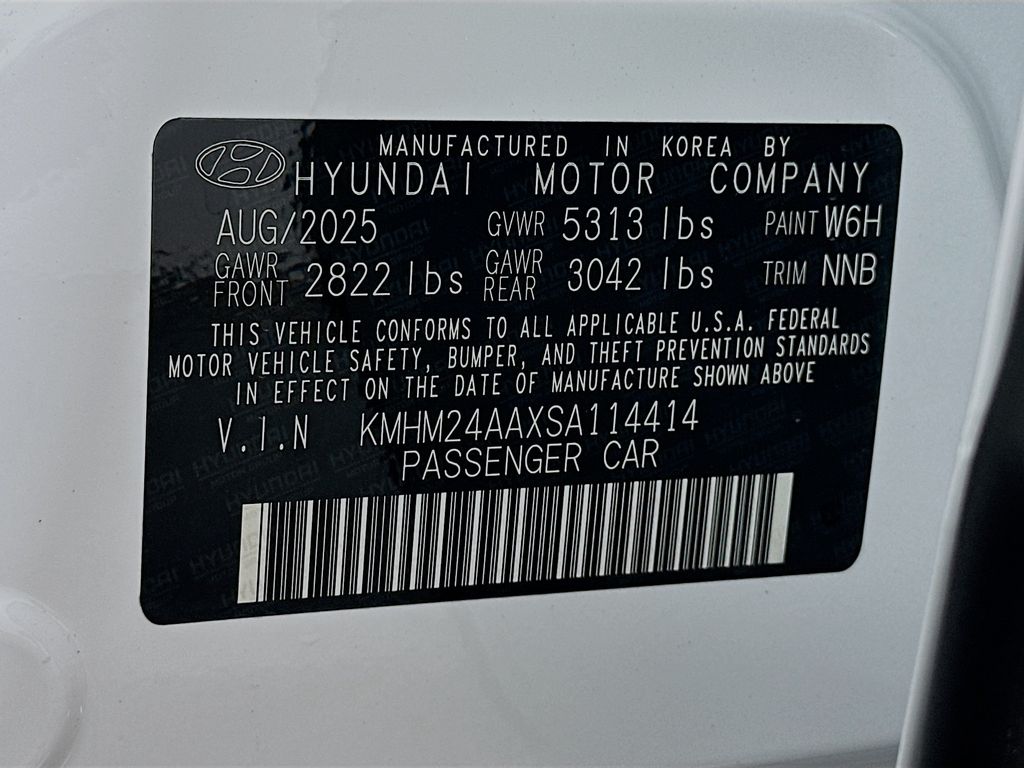 MANUFACTURED IN KOREA BY
HYUNDAI MOTOR COMPANY
AUG/2025 GVWR 5313 lbs PAINT W6H
GAWR FRONT 2822 lbs GAWR REAR 3042 lbs TRIM NNB
THIS VEHICLE CONFORMS TO ALL APPLICABLE U.S.A. FEDERAL
MOTOR VEHICLE SAFETY, BUMPER, AND THEFT PREVENTION STANDARDS
IN EFFECT ON THE DATE OF MANUFACTURE SHOWN ABOVE
V.I.N KMHM24AAXSA114414
PASSENGER CAR